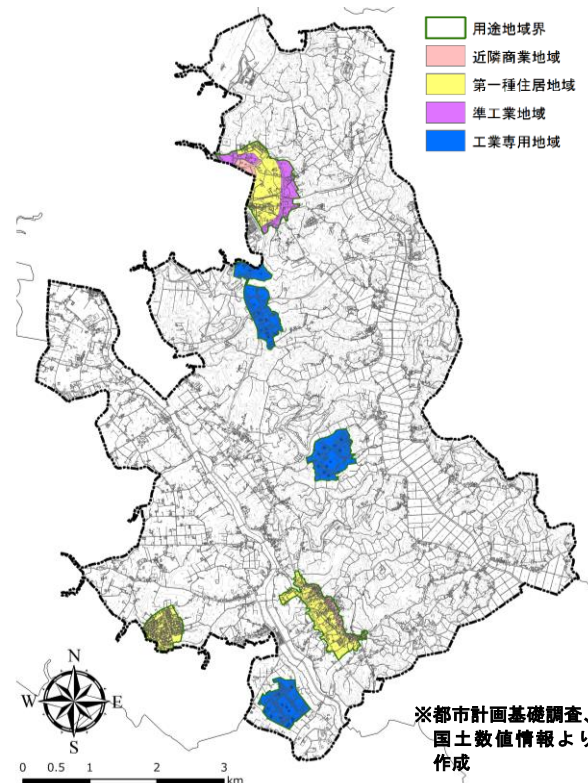 用途地域界
近隣商業地域
第一種住居地域
準工業地域
工業専用地域
N
W E
S
0 0.5 1 2 3
km
※都市計画基礎調査、
国土数値情報より
作成